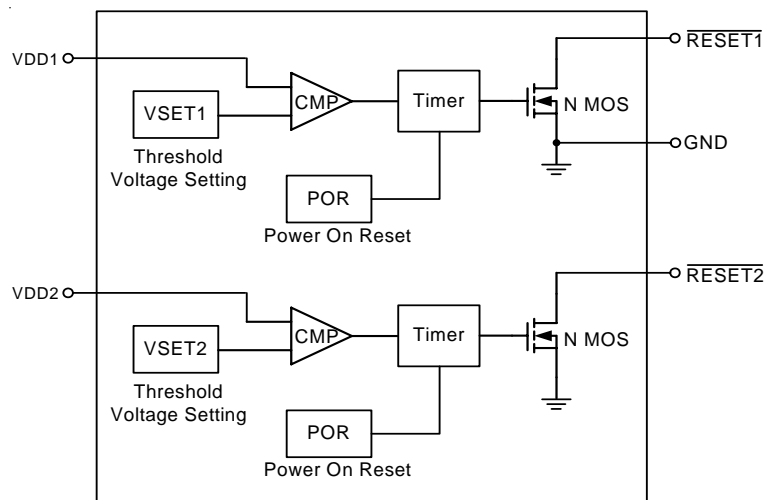 RESET1
VDD1
CMP
Timer
VSET1
N MOS
GND
Threshold
Voltage Setting
POR
Power On Reset
RESET2
VDD2
CMP
Timer
VSET2
N MOS
Threshold
Voltage Setting
POR
Power On Reset